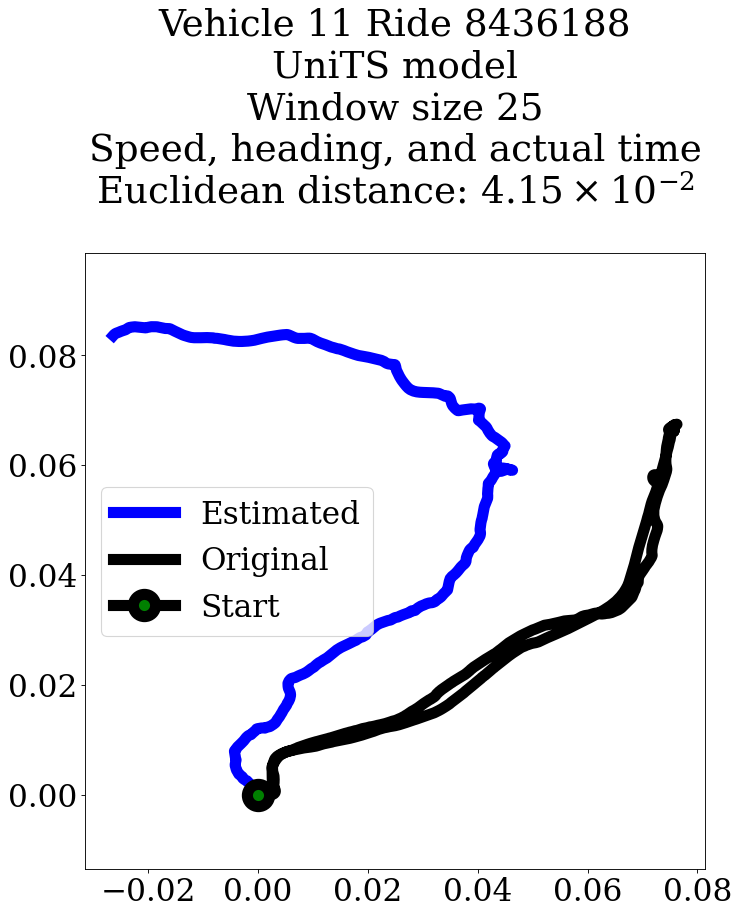 Vehicle 11 Ride 8436188
UniTS model
Window size 25
Speed, heading, and actual time
Euclidean distance: 4.15 × 10⁻²
0.08
0.06
Estimated
Original
0.04
Start
0.02
0.00
−0.02 0.00 0.02 0.04 0.06 0.08